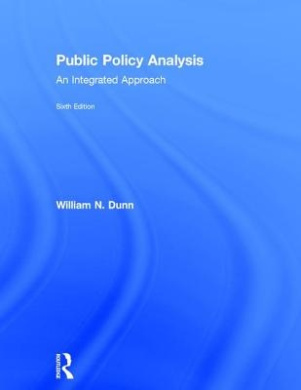 Public Policy Analysis
An Integrated Approach
Sixth Edition
William N. Dunn
ROUTLEDGE